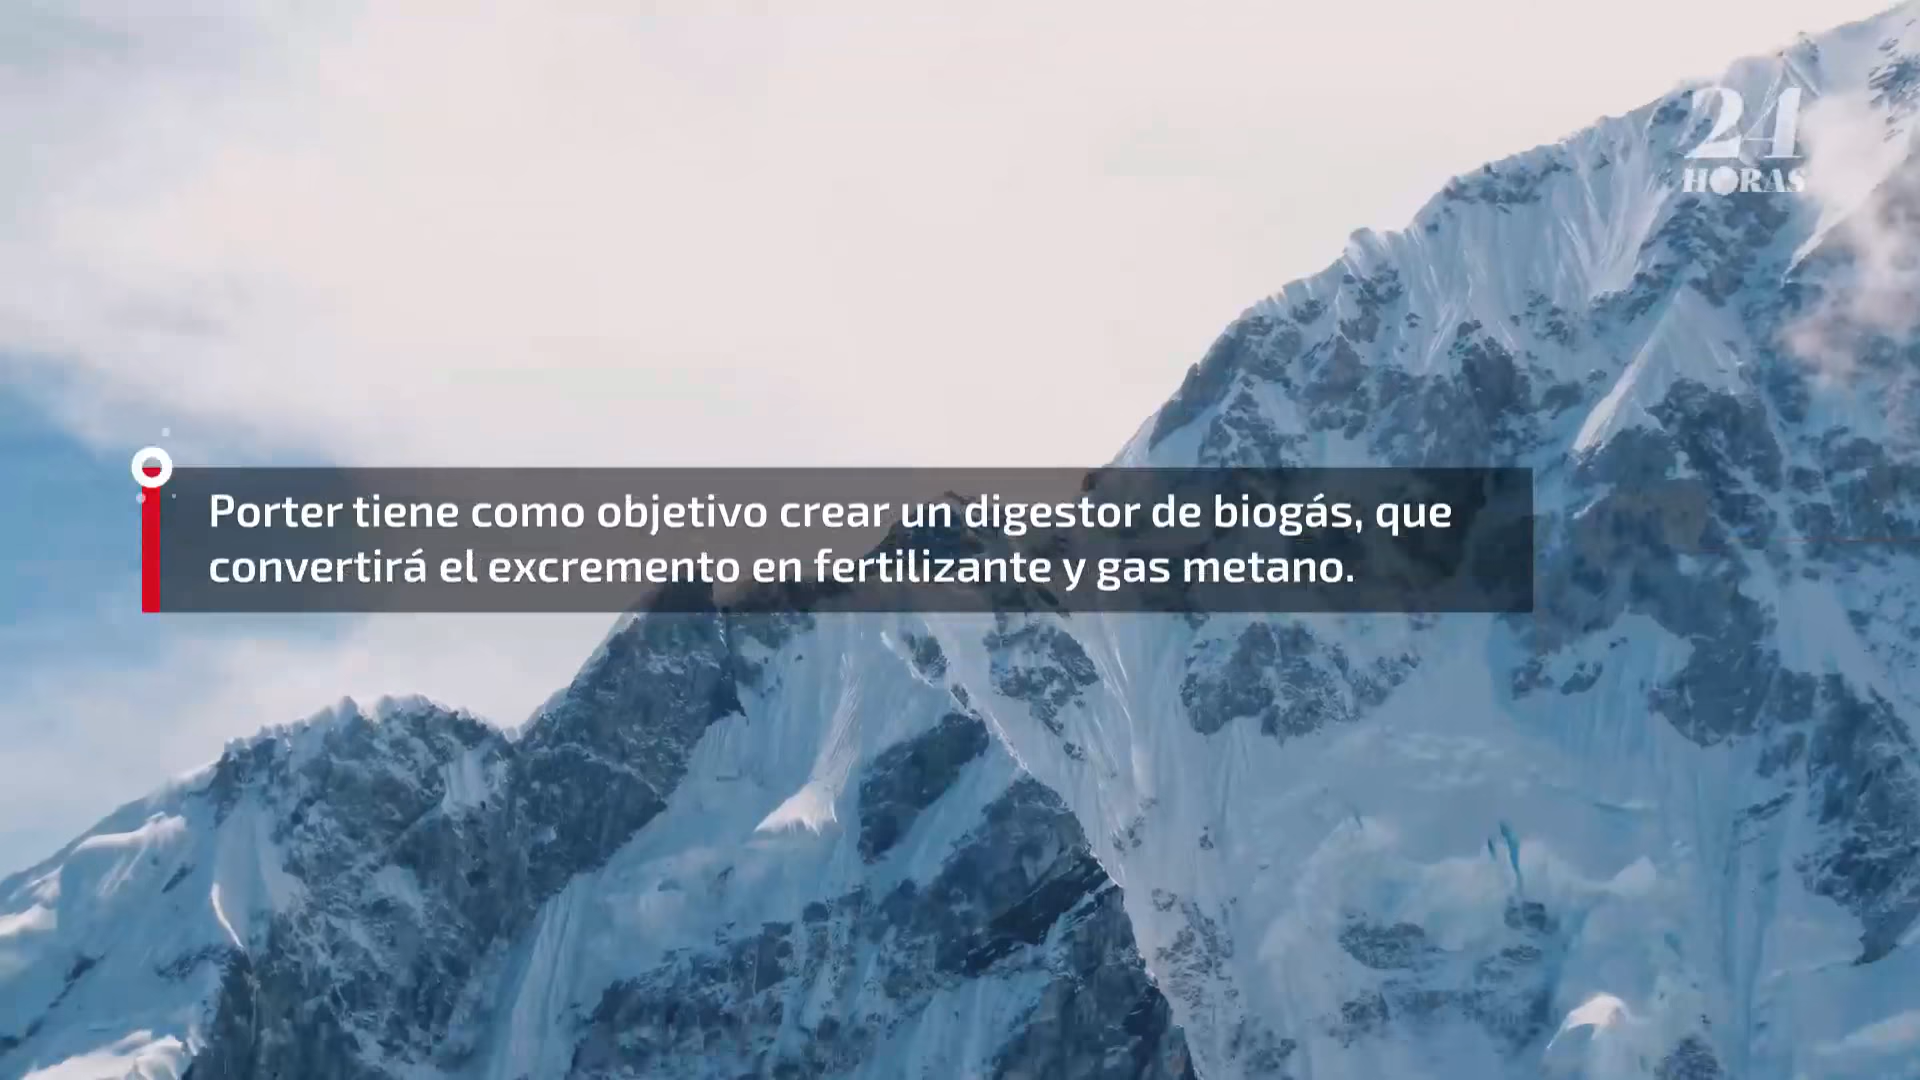 24
HORAS
Porter tiene como objetivo crear un digestor de biogás, que
convertirá el excremento en fertilizante y gas metano.